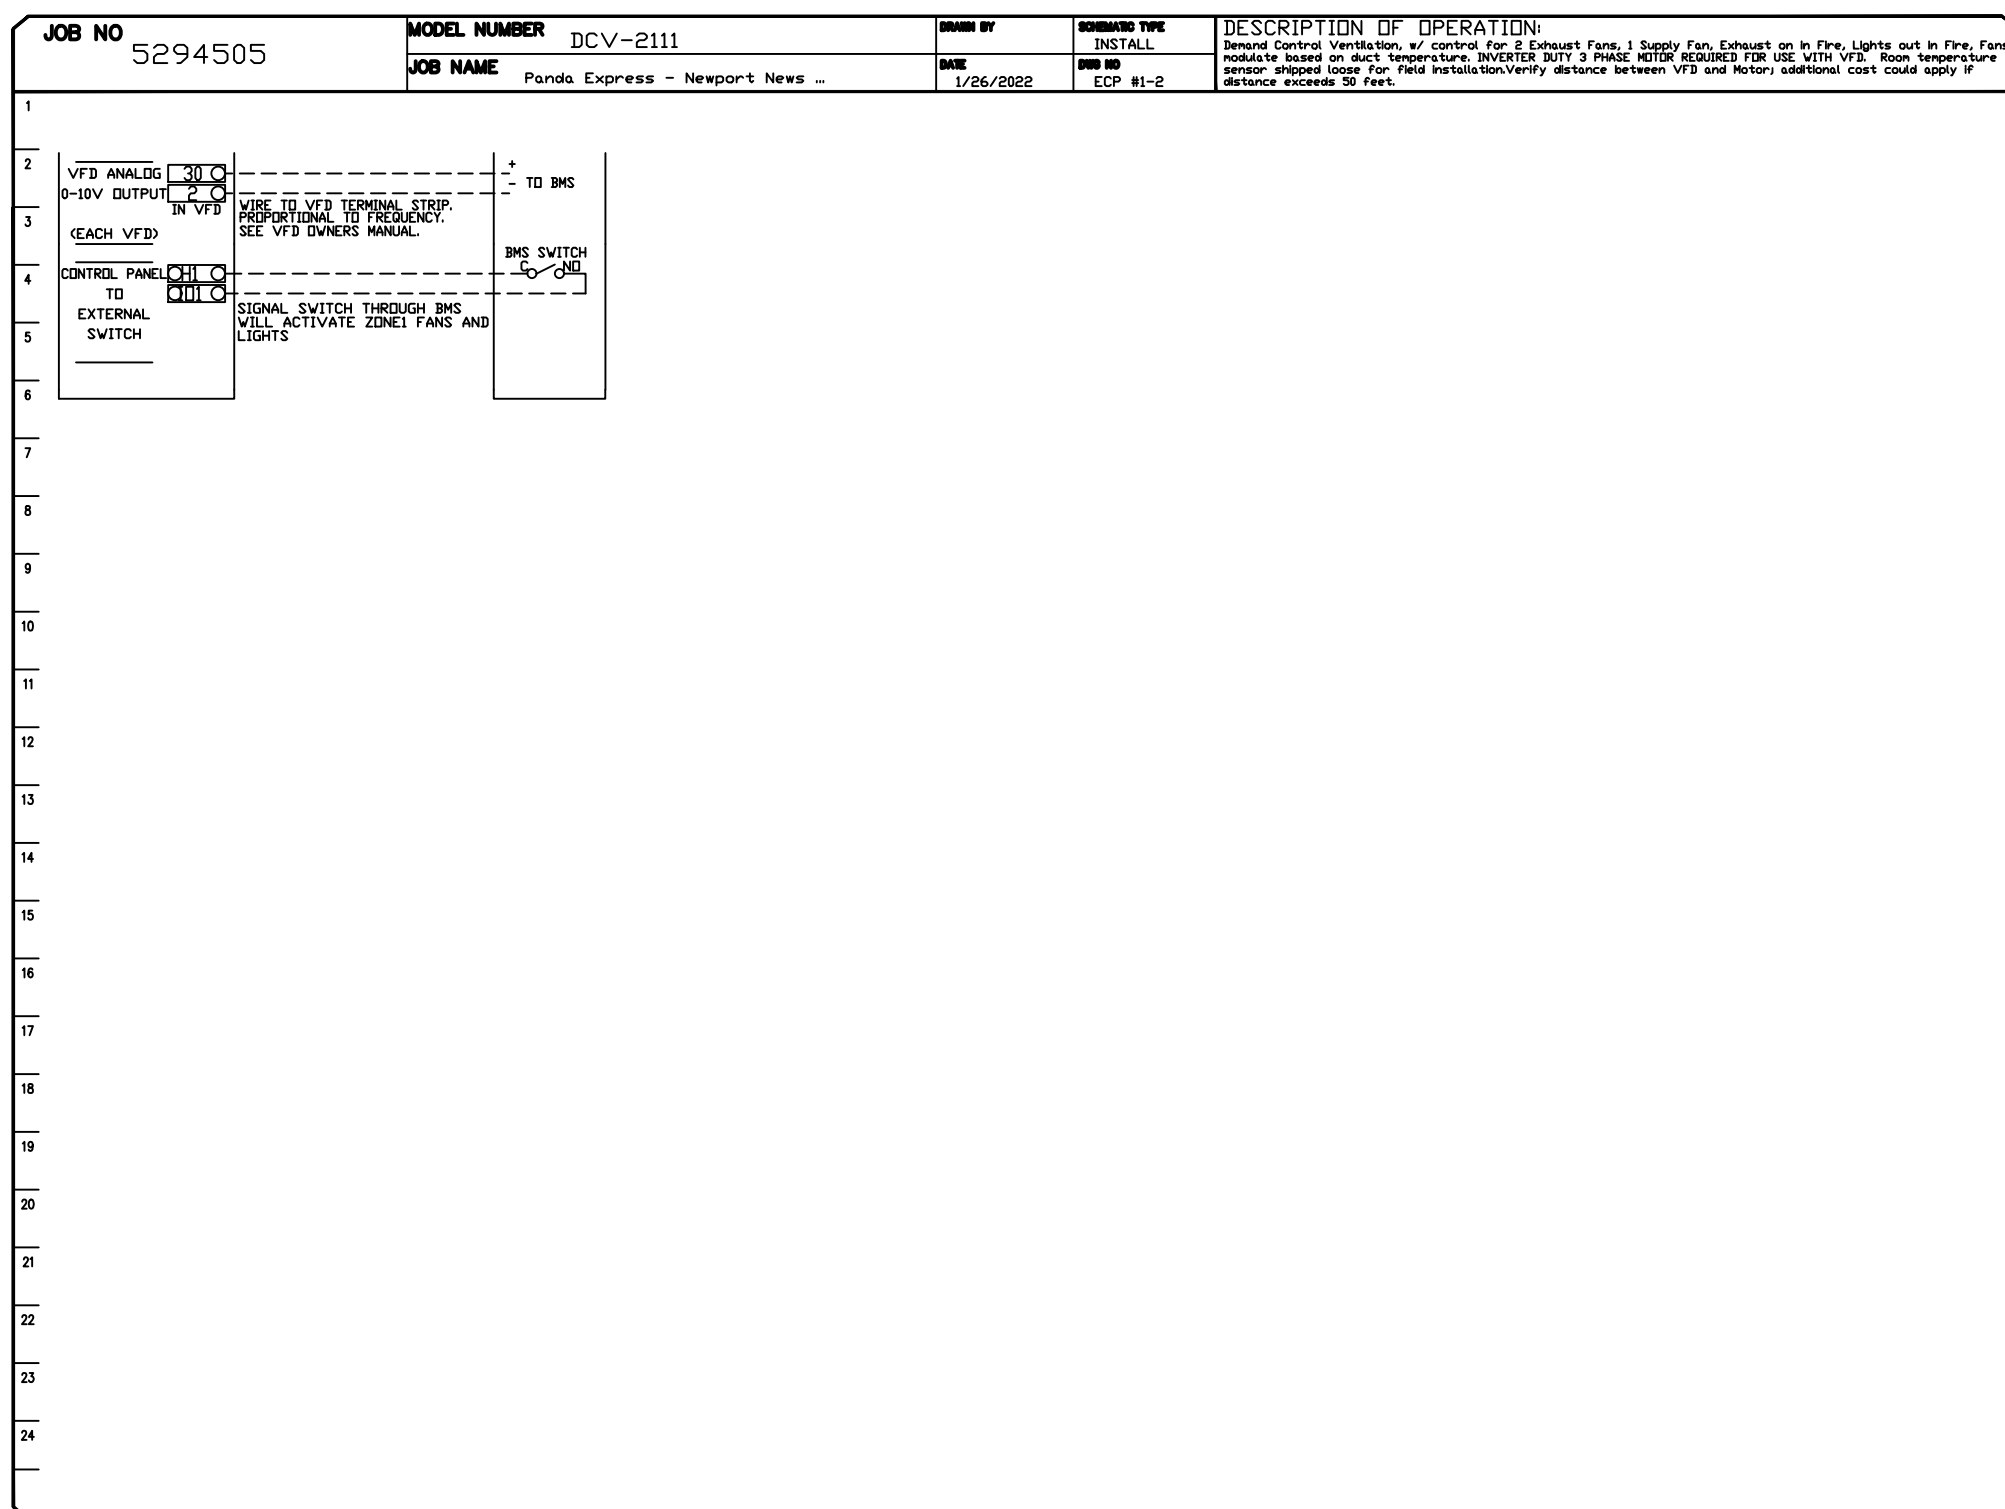 JOB NO
5294505
MODEL NUMBER
DCV-2111
JOB NAME
Panda Express - Newport News ...
DRAWN BY
DATE
1/26/2022
SCHEMATIC TYPE
INSTALL
DWG NO
ECP #1-2
DESCRIPTION OF OPERATION:
Demand Control Ventilation, w/ control for 2 Exhaust Fans, 1 Supply Fan, Exhaust on in Fire, Lights out in Fire, Fans
modulate based on duct temperature. INVERTER DUTY 3 PHASE MOTOR REQUIRED FOR USE WITH VFD. Room temperature
sensor shipped loose for field installation.Verify distance between VFD and Motor; additional cost could apply if
distance exceeds 50 feet.
1
2
3
4
5
6
7
8
9
10
11
12
13
14
15
16
17
18
19
20
21
22
23
24
VFD ANALOG
0-10V OUTPUT
30
2
IN VFD
(EACH VFD)
WIRE TO VFD TERMINAL STRIP.
PROPORTIONAL TO FREQUENCY.
SEE VFD OWNERS MANUAL.
+
- TO BMS
CONTROL PANEL
TO
EXTERNAL
SWITCH
H1
IO1
SIGNAL SWITCH THROUGH BMS
WILL ACTIVATE ZONE1 FANS AND
LIGHTS
BMS SWITCH
C NO